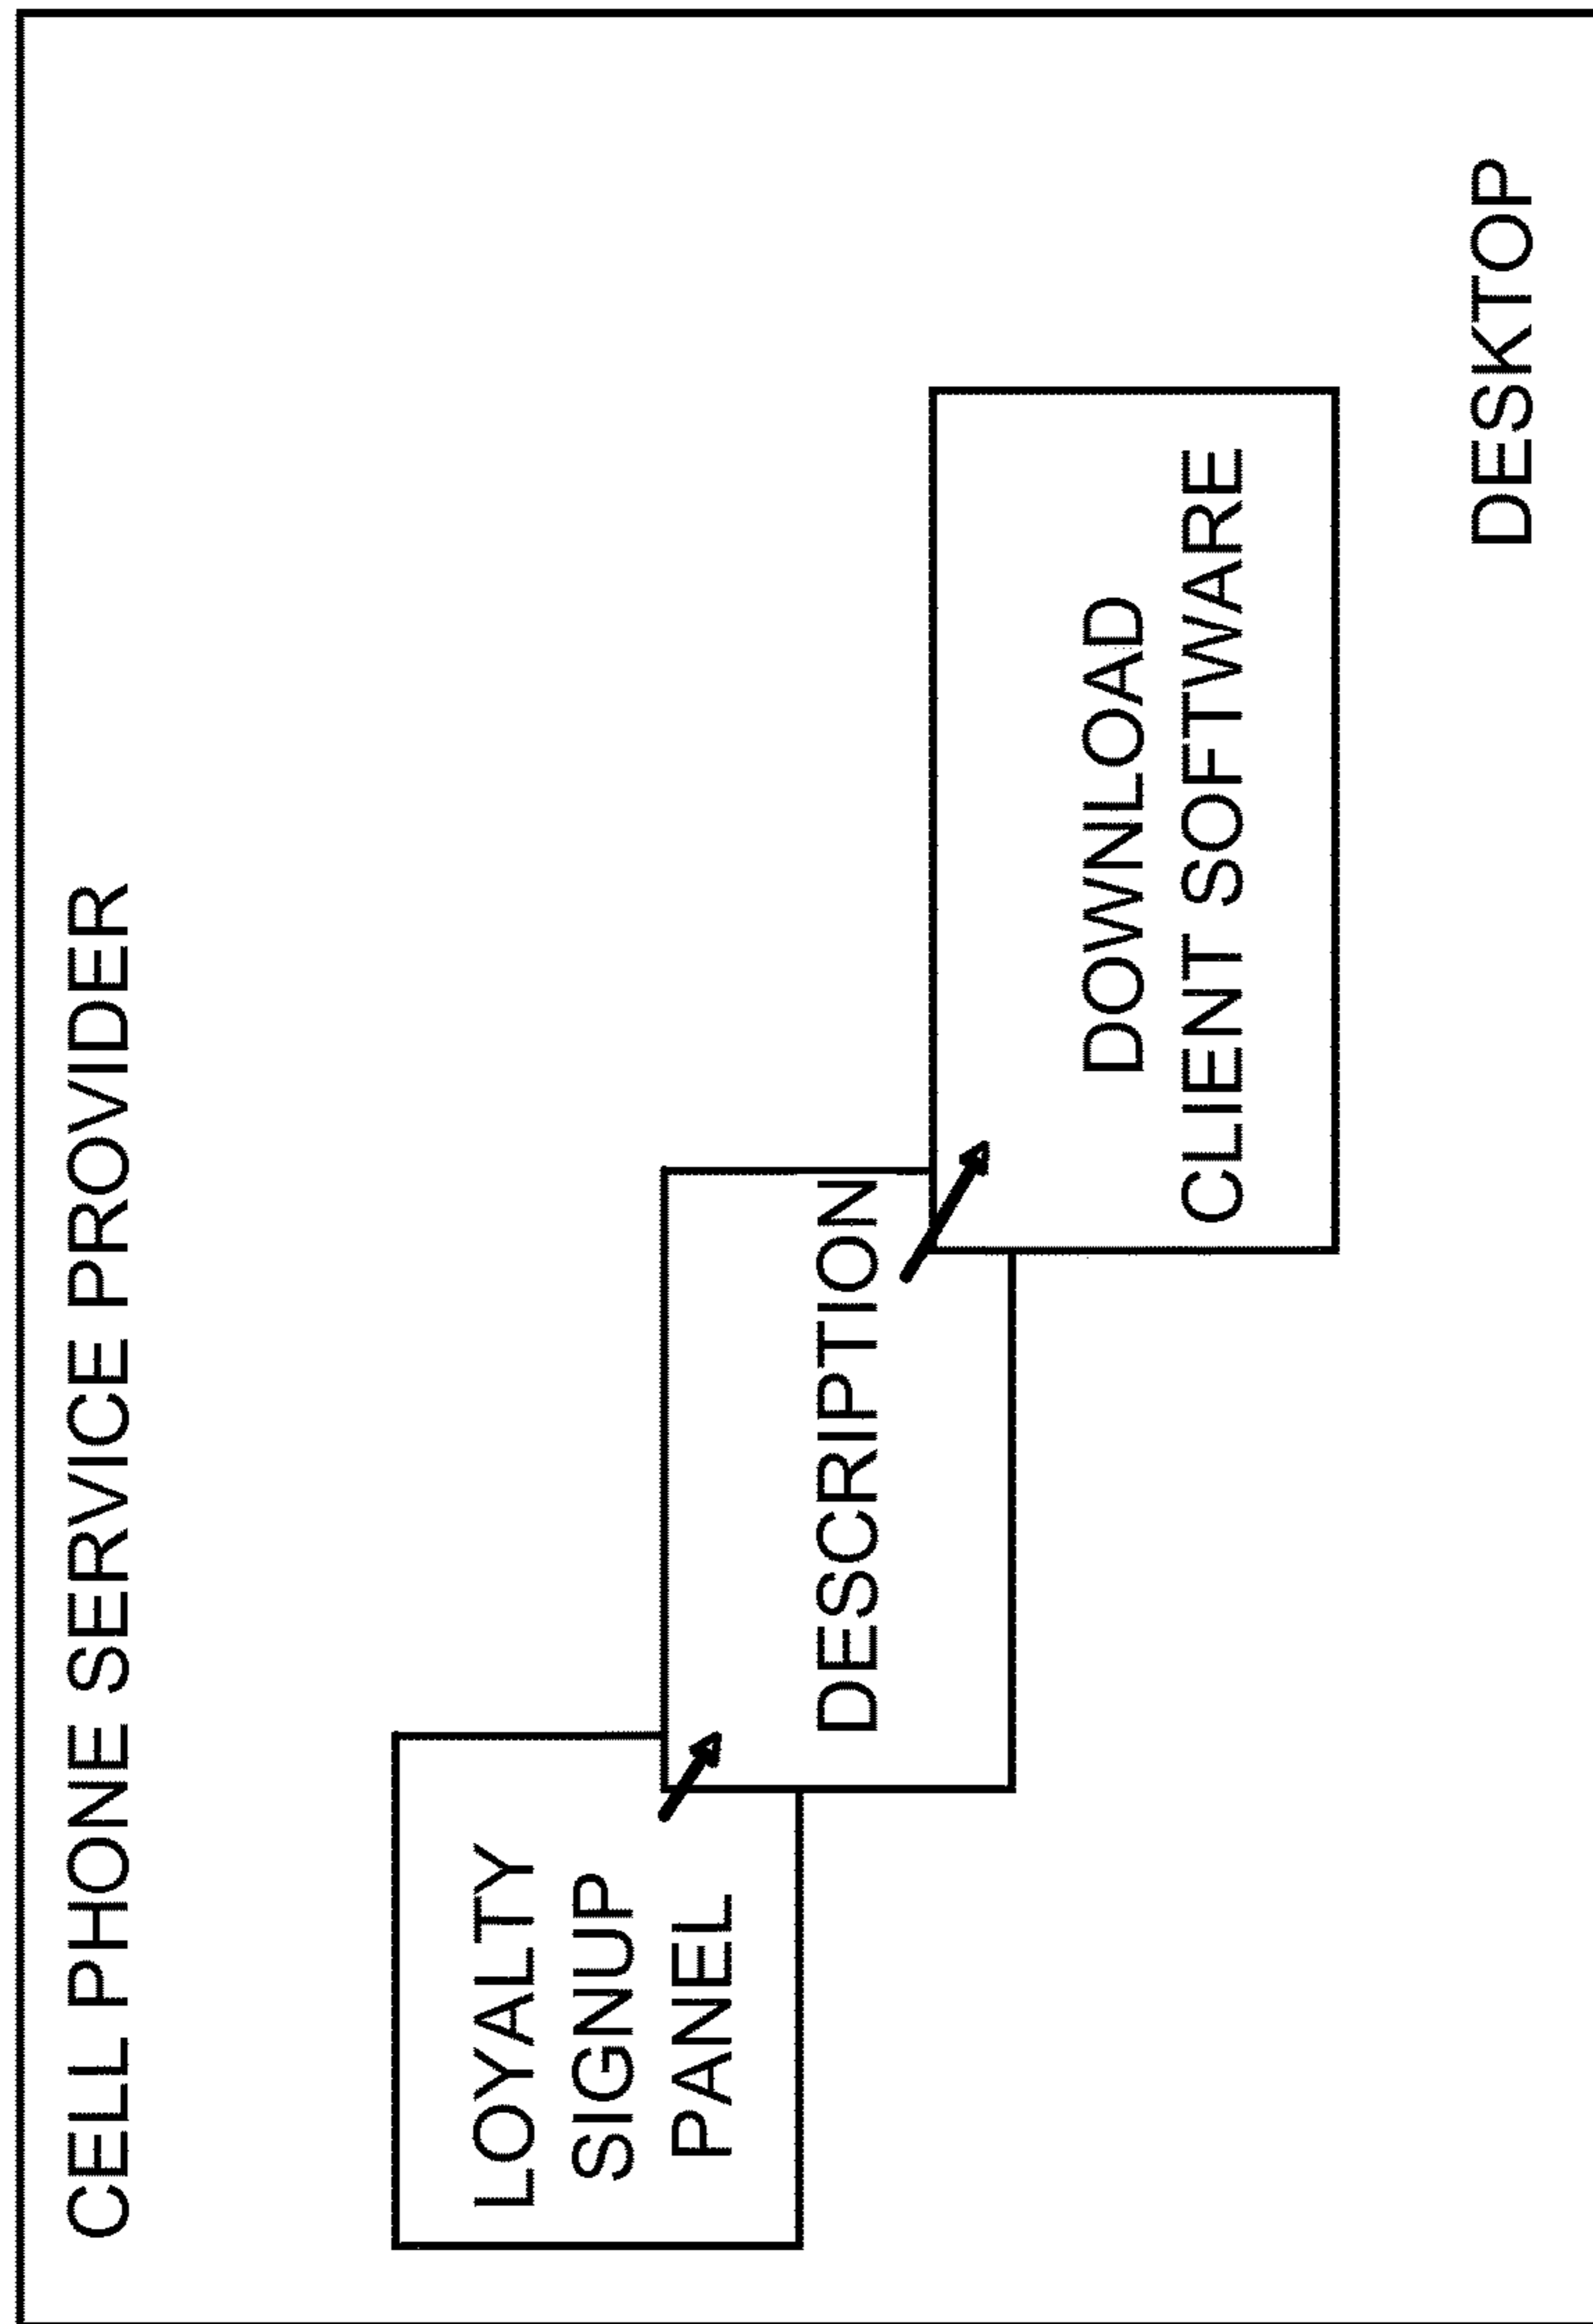 CELL PHONE SERVICE PROVIDER
LOYALTY
SIGNUP
PANEL
DESCRIPTION
DOWNLOAD
CLIENT SOFTWARE
DESKTOP